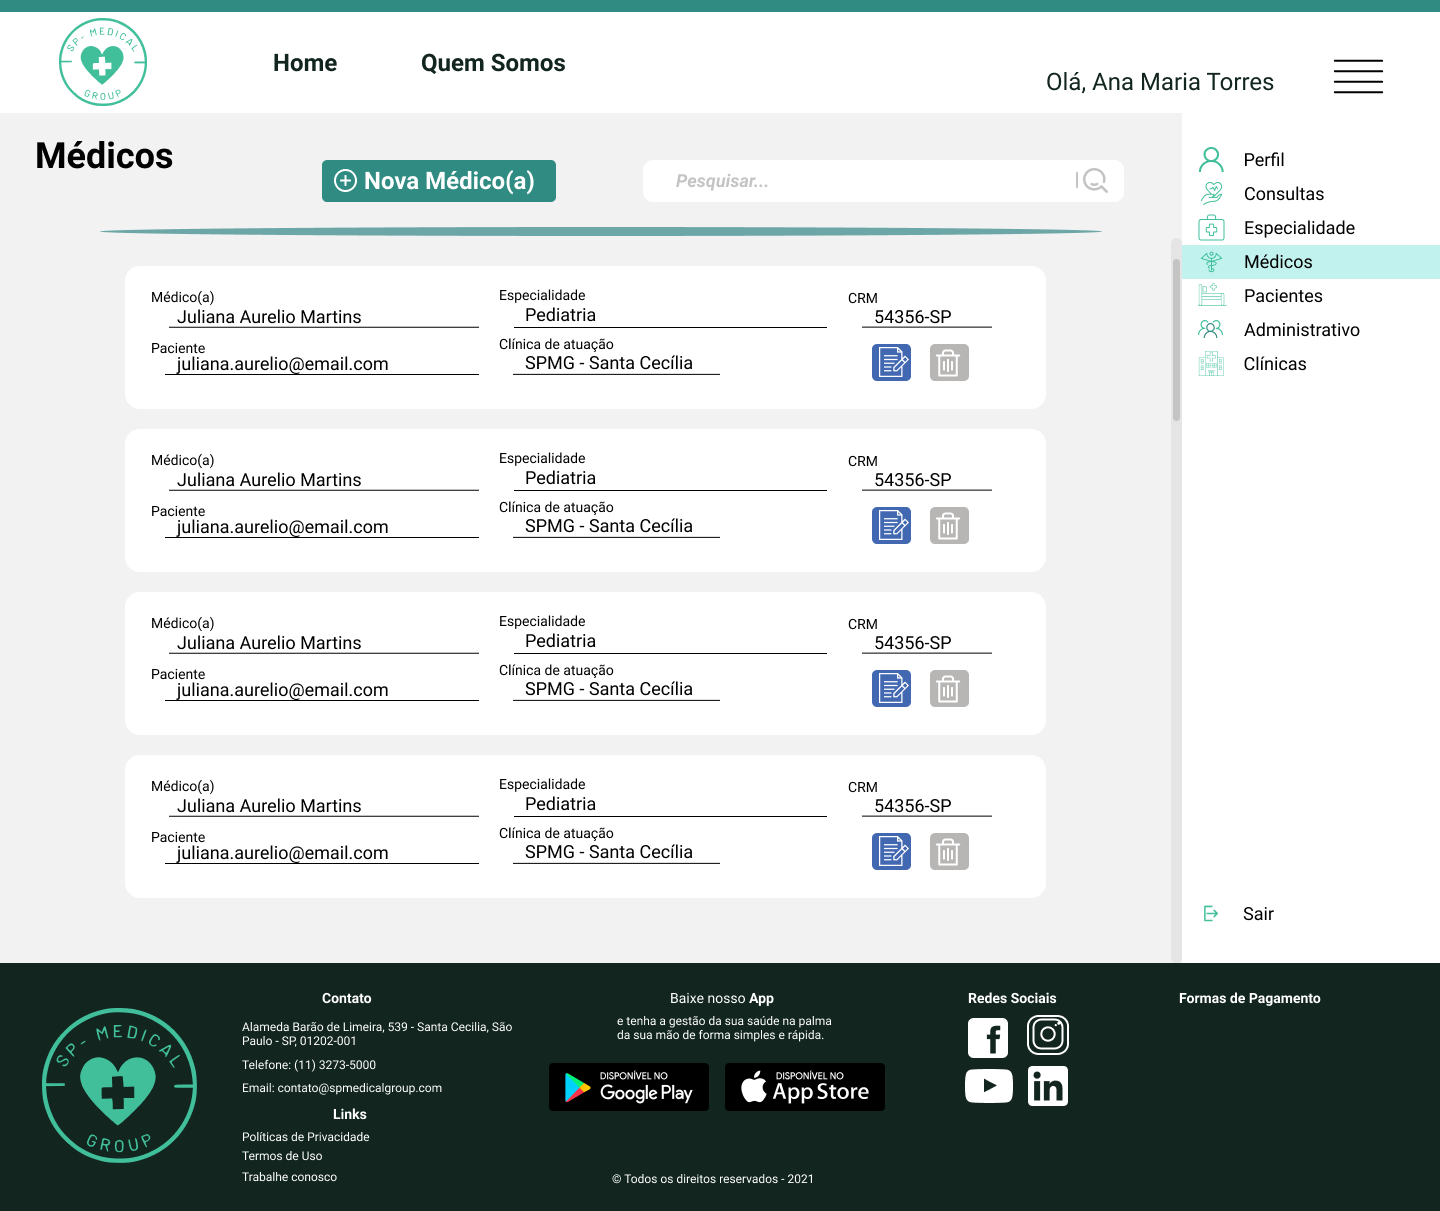 SP- MEDICAL
GROUP
Home
Quem Somos
Olá, Ana Maria Torres
Médicos
Nova Médico(a)
Pesquisar...
Perfil
Consultas
Especialidade
Médicos
Pacientes
Administrativo
Clínicas
Sair
Médico(a)
Juliana Aurelio Martins
Especialidade
Pediatria
CRM
54356-SP
Paciente
juliana.aurelio@email.com
Clínica de atuação
SPMG - Santa Cecília
Médico(a)
Juliana Aurelio Martins
Especialidade
Pediatria
CRM
54356-SP
Paciente
juliana.aurelio@email.com
Clínica de atuação
SPMG - Santa Cecília
Médico(a)
Juliana Aurelio Martins
Especialidade
Pediatria
CRM
54356-SP
Paciente
juliana.aurelio@email.com
Clínica de atuação
SPMG - Santa Cecília
Médico(a)
Juliana Aurelio Martins
Especialidade
Pediatria
CRM
54356-SP
Paciente
juliana.aurelio@email.com
Clínica de atuação
SPMG - Santa Cecília
SP- MEDICAL
GROUP
Contato
Alameda Barão de Limeira, 539 - Santa Cecilia, São
Paulo - SP, 01202-001
Telefone: (11) 3273-5000
Email: contato@spmedicalgroup.com
Links
Políticas de Privacidade
Termos de Uso
Trabalhe conosco
Baixe nosso App
e tenha a gestão da sua saúde na palma
da sua mão de forma simples e rápida.
DISPONÍVEL NO
Google Play
DISPONÍVEL NO
App Store
© Todos os direitos reservados - 2021
Redes Sociais
Formas de Pagamento